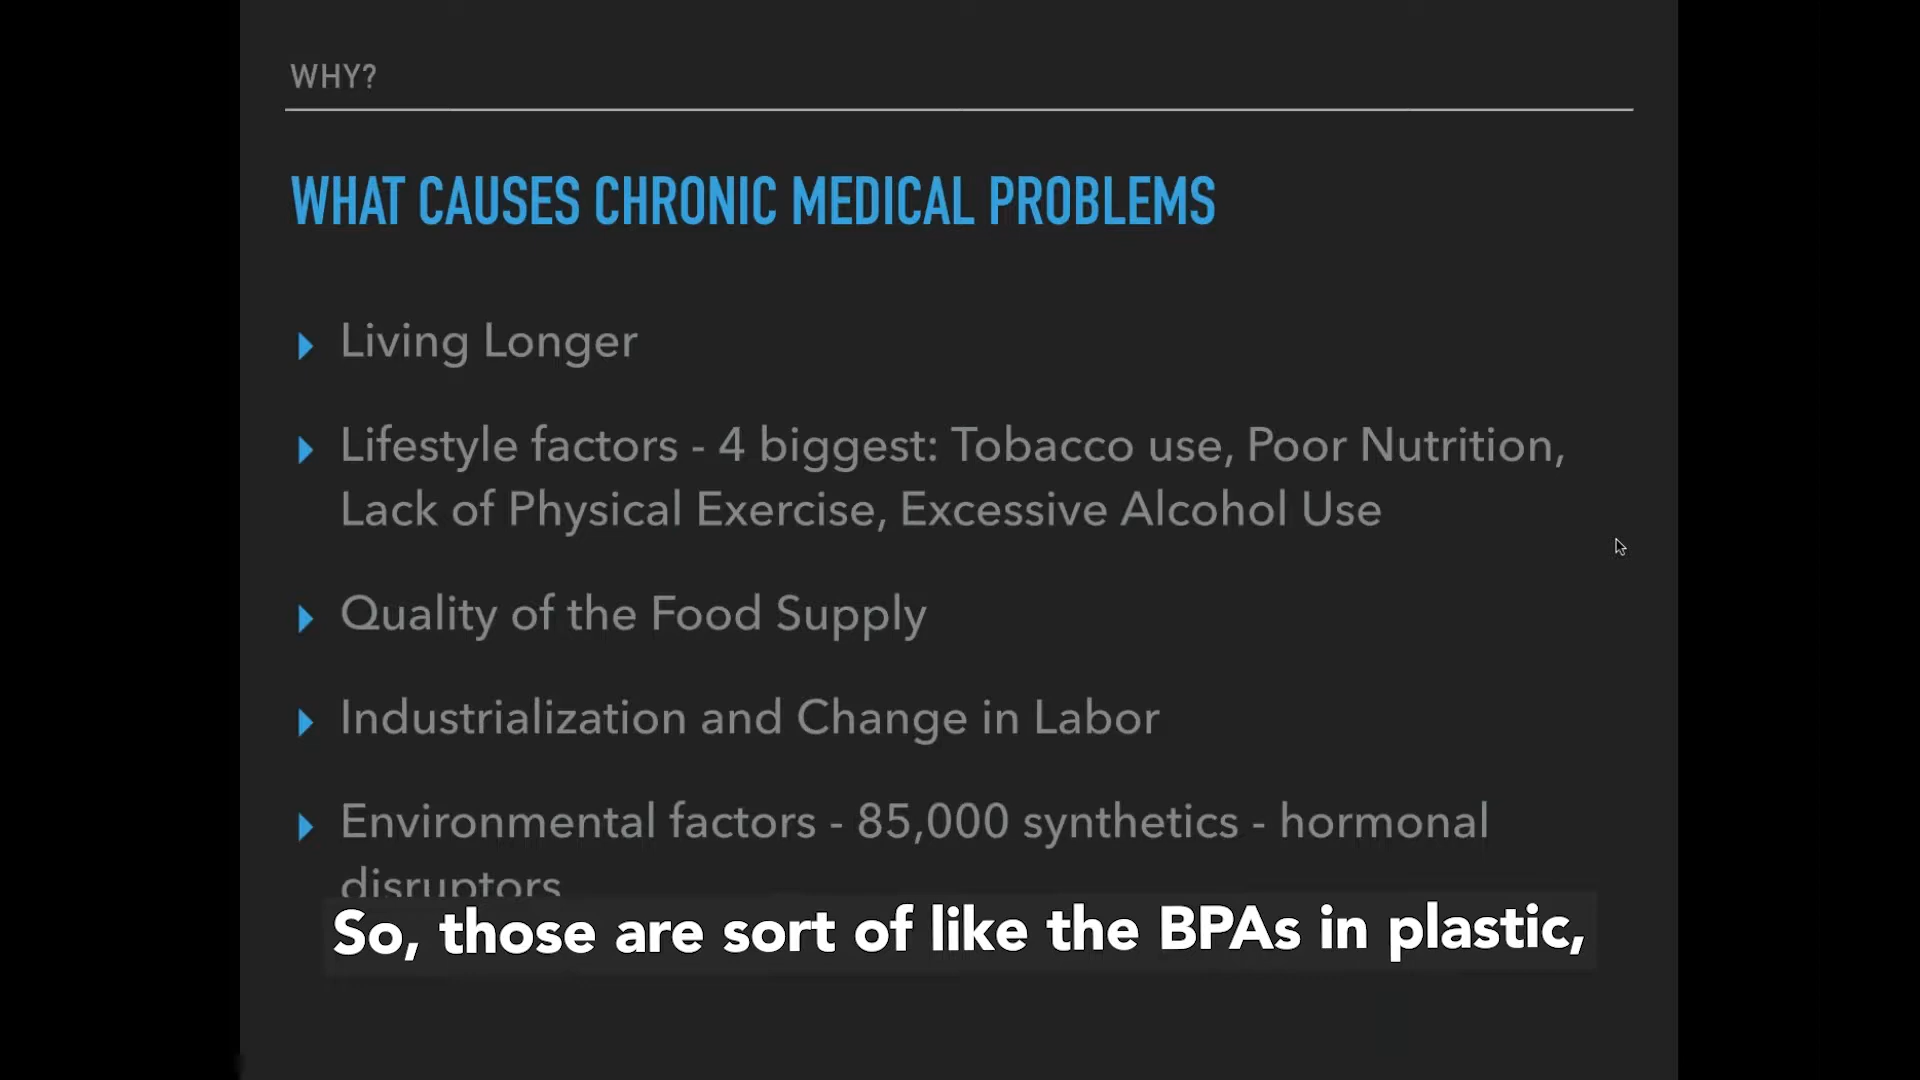 WHY?
WHAT CAUSES CHRONIC MEDICAL PROBLEMS
Living Longer
Lifestyle factors - 4 biggest: Tobacco use, Poor Nutrition,
Lack of Physical Exercise, Excessive Alcohol Use
Quality of the Food Supply
Industrialization and Change in Labor
Environmental factors - 85,000 synthetics - hormonal
disruptors
So, those are sort of like the BPAs in plastic,